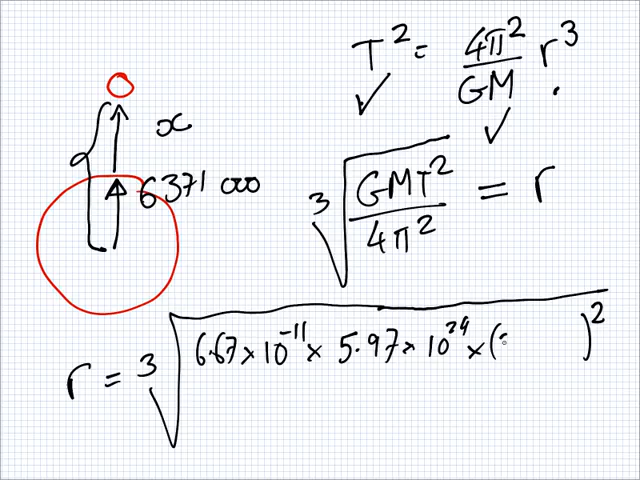 T² = 4π²/GM r³
x
6371 000
∛(GMT²/4π²) = r
r = ∛(6.67 × 10⁻¹¹ × 5.97 × 10²⁴ × ( )²